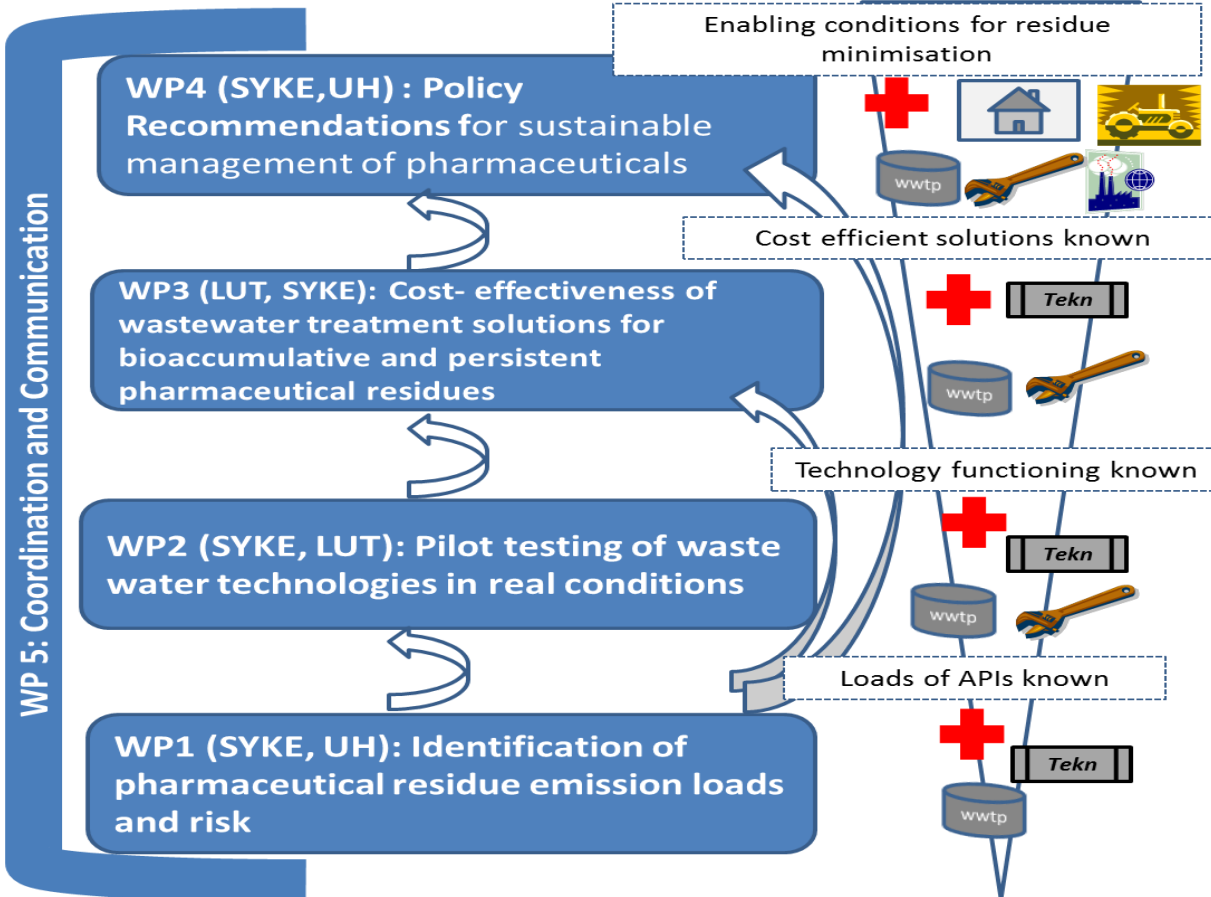 Enabling conditions for residue
minimisation
WP4 (SYKE,UH) : Policy
Recommendations for sustainable
management of pharmaceuticals
wwtp
Cost efficient solutions known
WP3 (LUT, SYKE): Cost- effectiveness of
wastewater treatment solutions for
bioaccumulative and persistent
pharmaceutical residues
Tekn
wwtp
Technology functioning known
WP2 (SYKE, LUT): Pilot testing of waste
water technologies in real conditions
Tekn
wwtp
Loads of APIs known
WP1 (SYKE, UH): Identification of
pharmaceutical residue emission loads
and risk
Tekn
wwtp
WP 5: Coordination and Communication